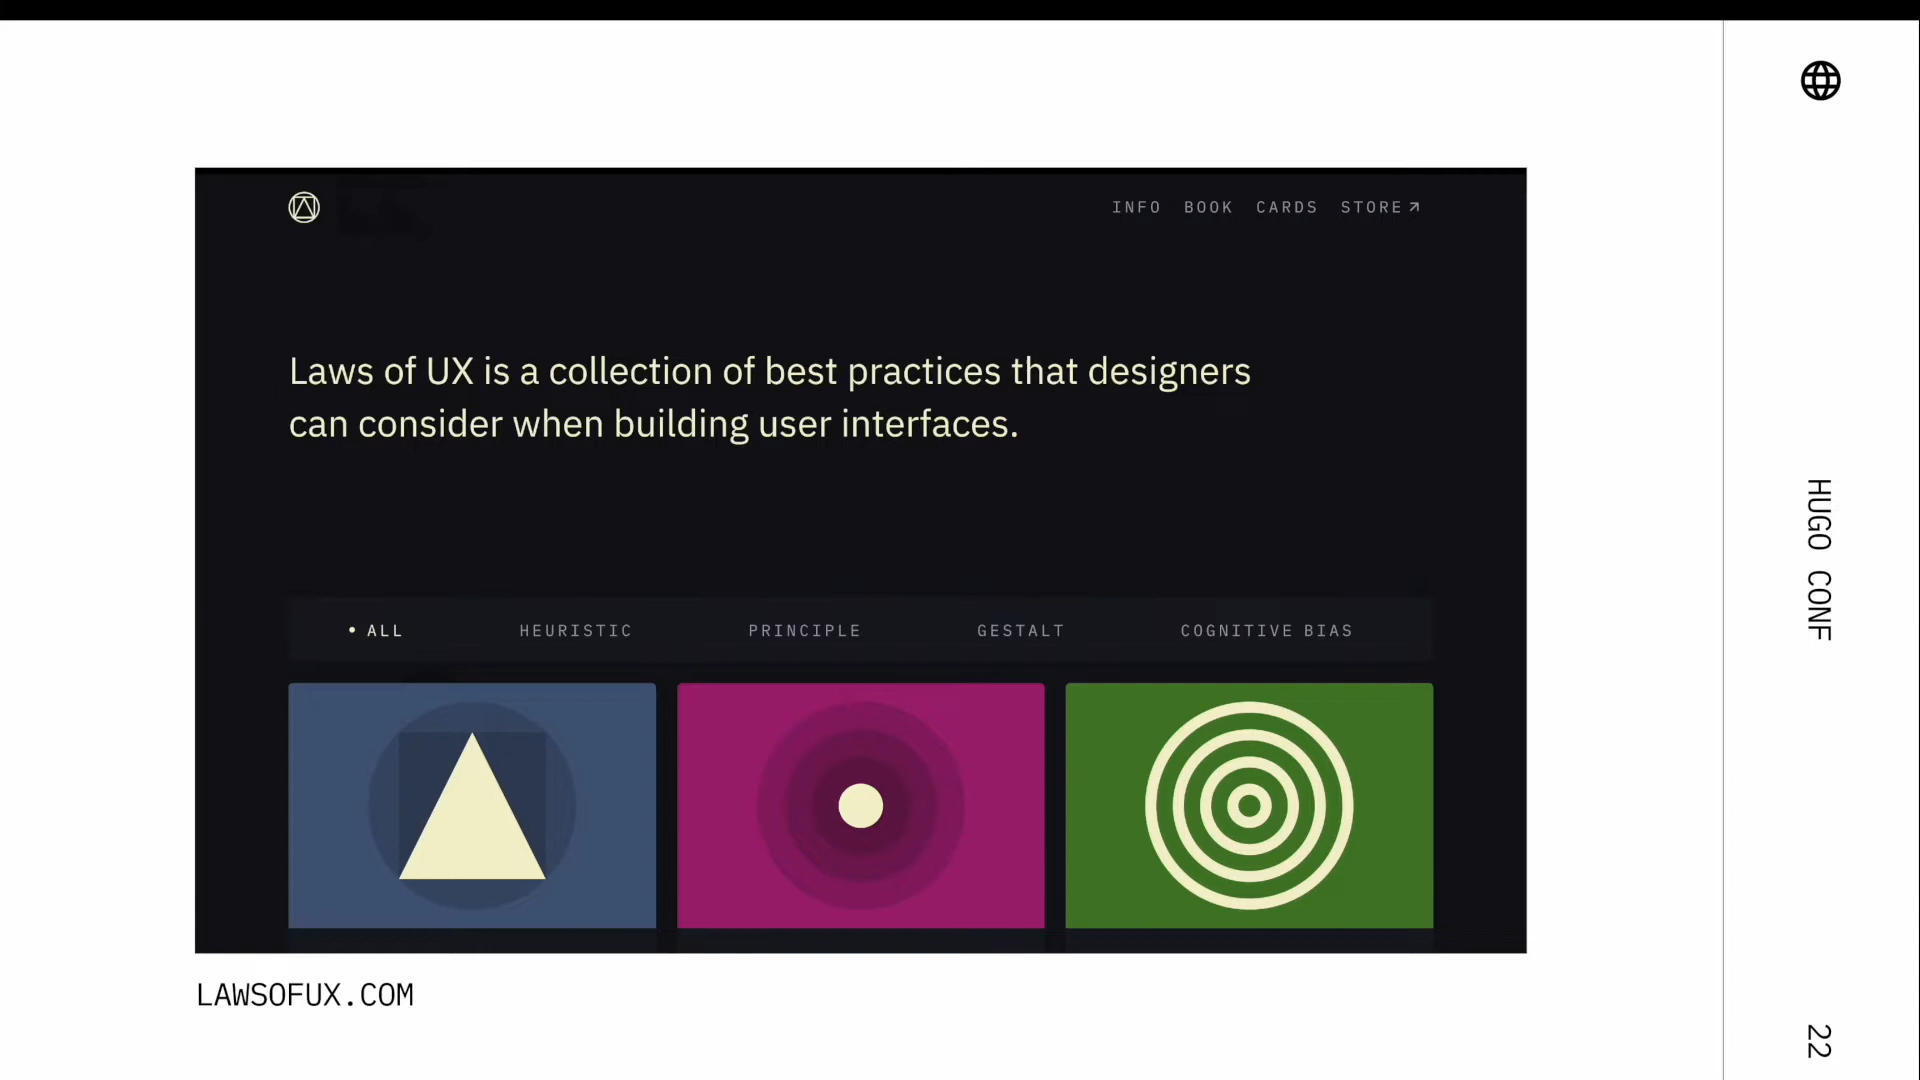 INFO BOOK CARDS STORE↗
Laws of UX is a collection of best practices that designers
can consider when building user interfaces.
• ALL HEURISTIC PRINCIPLE GESTALT COGNITIVE BIAS
LAWSOFUX.COM
HUGO CONF
22